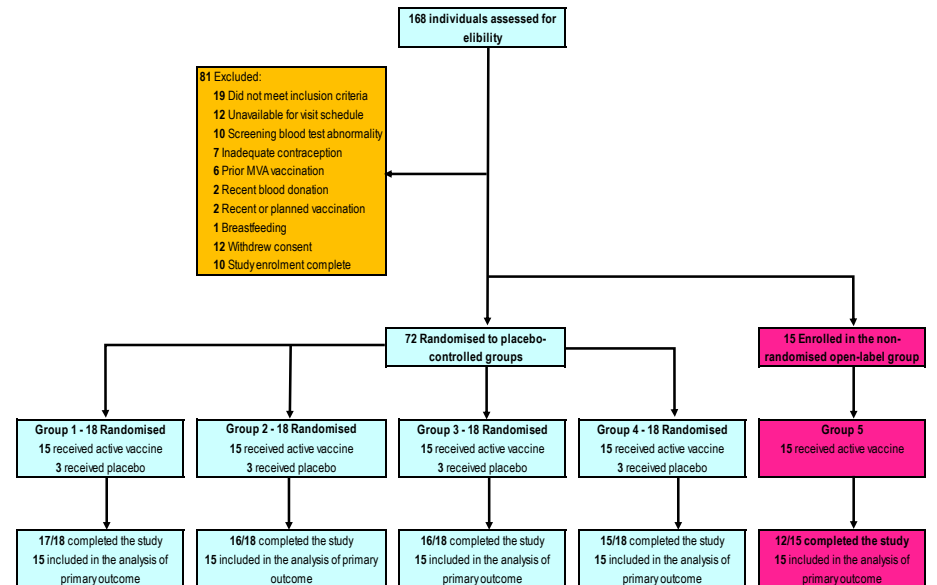 168 individuals assessed for
elibility
81 Excluded:
19 Did not meet inclusion criteria
12 Unavailable for visit schedule
10 Screening blood test abnormality
7 Inadequate contraception
6 Prior MVA vaccination
2 Recent blood donation
2 Recent or planned vaccination
1 Breastfeeding
12 Withdrew consent
10 Study enrolment complete
72 Randomised to placebo-
controlled groups
15 Enrolled in the non-
randomised open-label group
Group 1 - 18 Randomised
15 received active vaccine
3 received placebo
Group 2 - 18 Randomised
15 received active vaccine
3 received placebo
Group 3 - 18 Randomised
15 received active vaccine
3 received placebo
Group 4 - 18 Randomised
15 received active vaccine
3 received placebo
Group 5
15 received active vaccine
17/18 completed the study
15 included in the analysis of
primary outcome
16/18 completed the study
15 included in the analysis of primary
outcome
16/18 completed the study
15 included in the analysis of
primary outcome
15/18 completed the study
15 included in the analysis of
primary outcome
12/15 completed the study
15 included in the analysis of
primary outcome